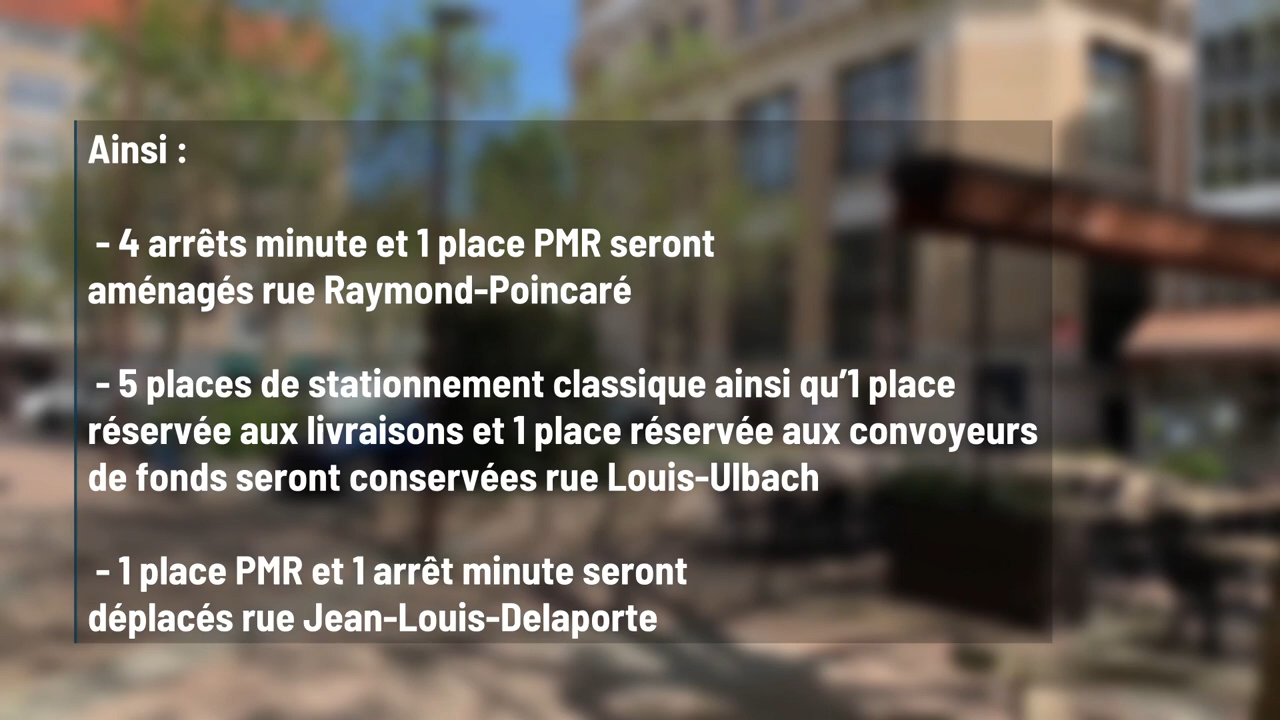 Ainsi :
- 4 arrêts minute et 1 place PMR seront
aménagés rue Raymond-Poincaré
- 5 places de stationnement classique ainsi qu’1 place
réservée aux livraisons et 1 place réservée aux convoyeurs
de fonds seront conservées rue Louis-Ulbach
- 1 place PMR et 1 arrêt minute seront
déplacés rue Jean-Louis-Delaporte